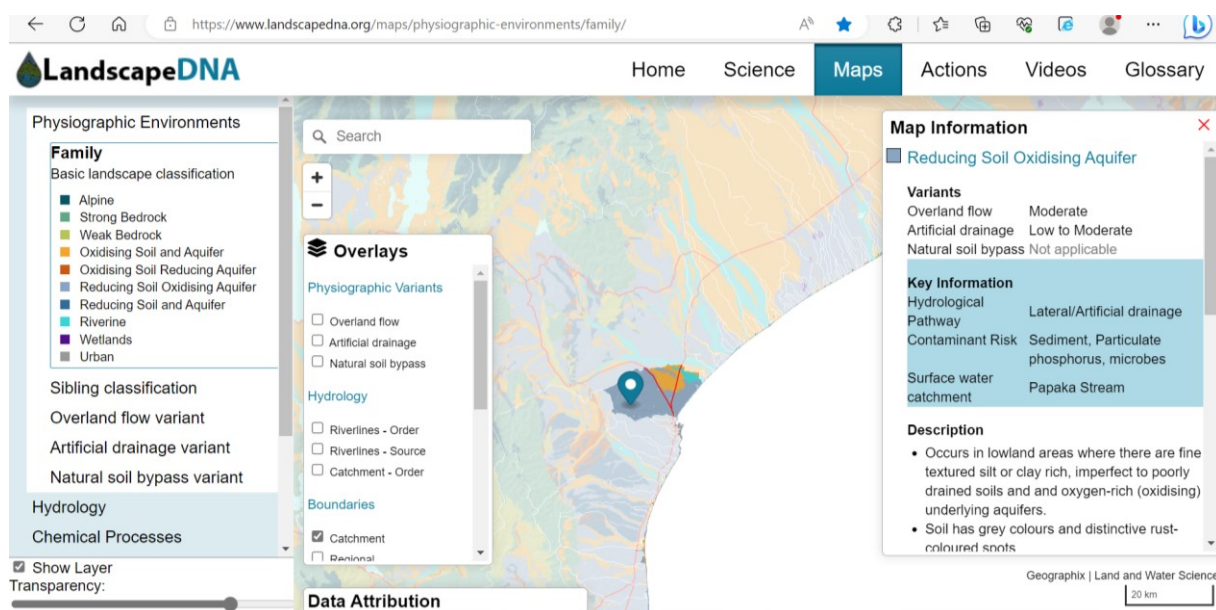 https://www.landscapedna.org/maps/physiographic-environments/family/
LandscapeDNA
Home Science Maps Actions Videos Glossary
Physiographic Environments
Family
Basic landscape classification
Alpine
Strong Bedrock
Weak Bedrock
Oxidising Soil and Aquifer
Oxidising Soil Reducing Aquifer
Reducing Soil Oxidising Aquifer
Reducing Soil and Aquifer
Riverine
Wetlands
Urban
Sibling classification
Overland flow variant
Artificial drainage variant
Natural soil bypass variant
Hydrology
Chemical Processes
Show Layer
Transparency:
Search
+
−
Overlays
Physiographic Variants
Overland flow
Artificial drainage
Natural soil bypass
Hydrology
Riverlines - Order
Riverlines - Source
Catchment - Order
Boundaries
Catchment
Regional
Data Attribution
Map Information
Reducing Soil Oxidising Aquifer
Variants
Overland flow Moderate
Artificial drainage Low to Moderate
Natural soil bypass Not applicable
Key Information
Hydrological Pathway Lateral/Artificial drainage
Contaminant Risk Sediment, Particulate
phosphorus, microbes
Surface water catchment Papaka Stream
Description
• Occurs in lowland areas where there are fine
textured silt or clay rich, imperfect to poorly
drained soils and and oxygen-rich (oxidising)
underlying aquifers.
• Soil has grey colours and distinctive rust-
coloured spots
Geographix | Land and Water Science
20 km